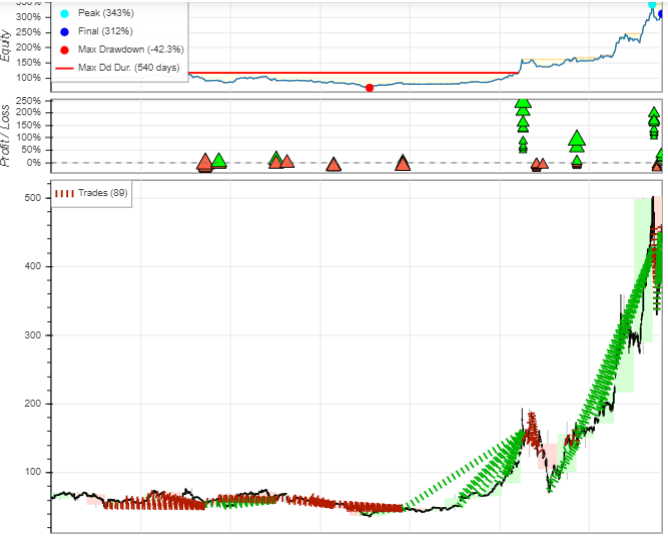 350%
300%
250%
200%
150%
100%
Equity
Peak (343%)
Final (312%)
Max Drawdown (-42.3%)
Max Dd Dur. (540 days)
250%
200%
150%
100%
50%
0%
Profit / Loss
Trades (89)
500
400
300
200
100